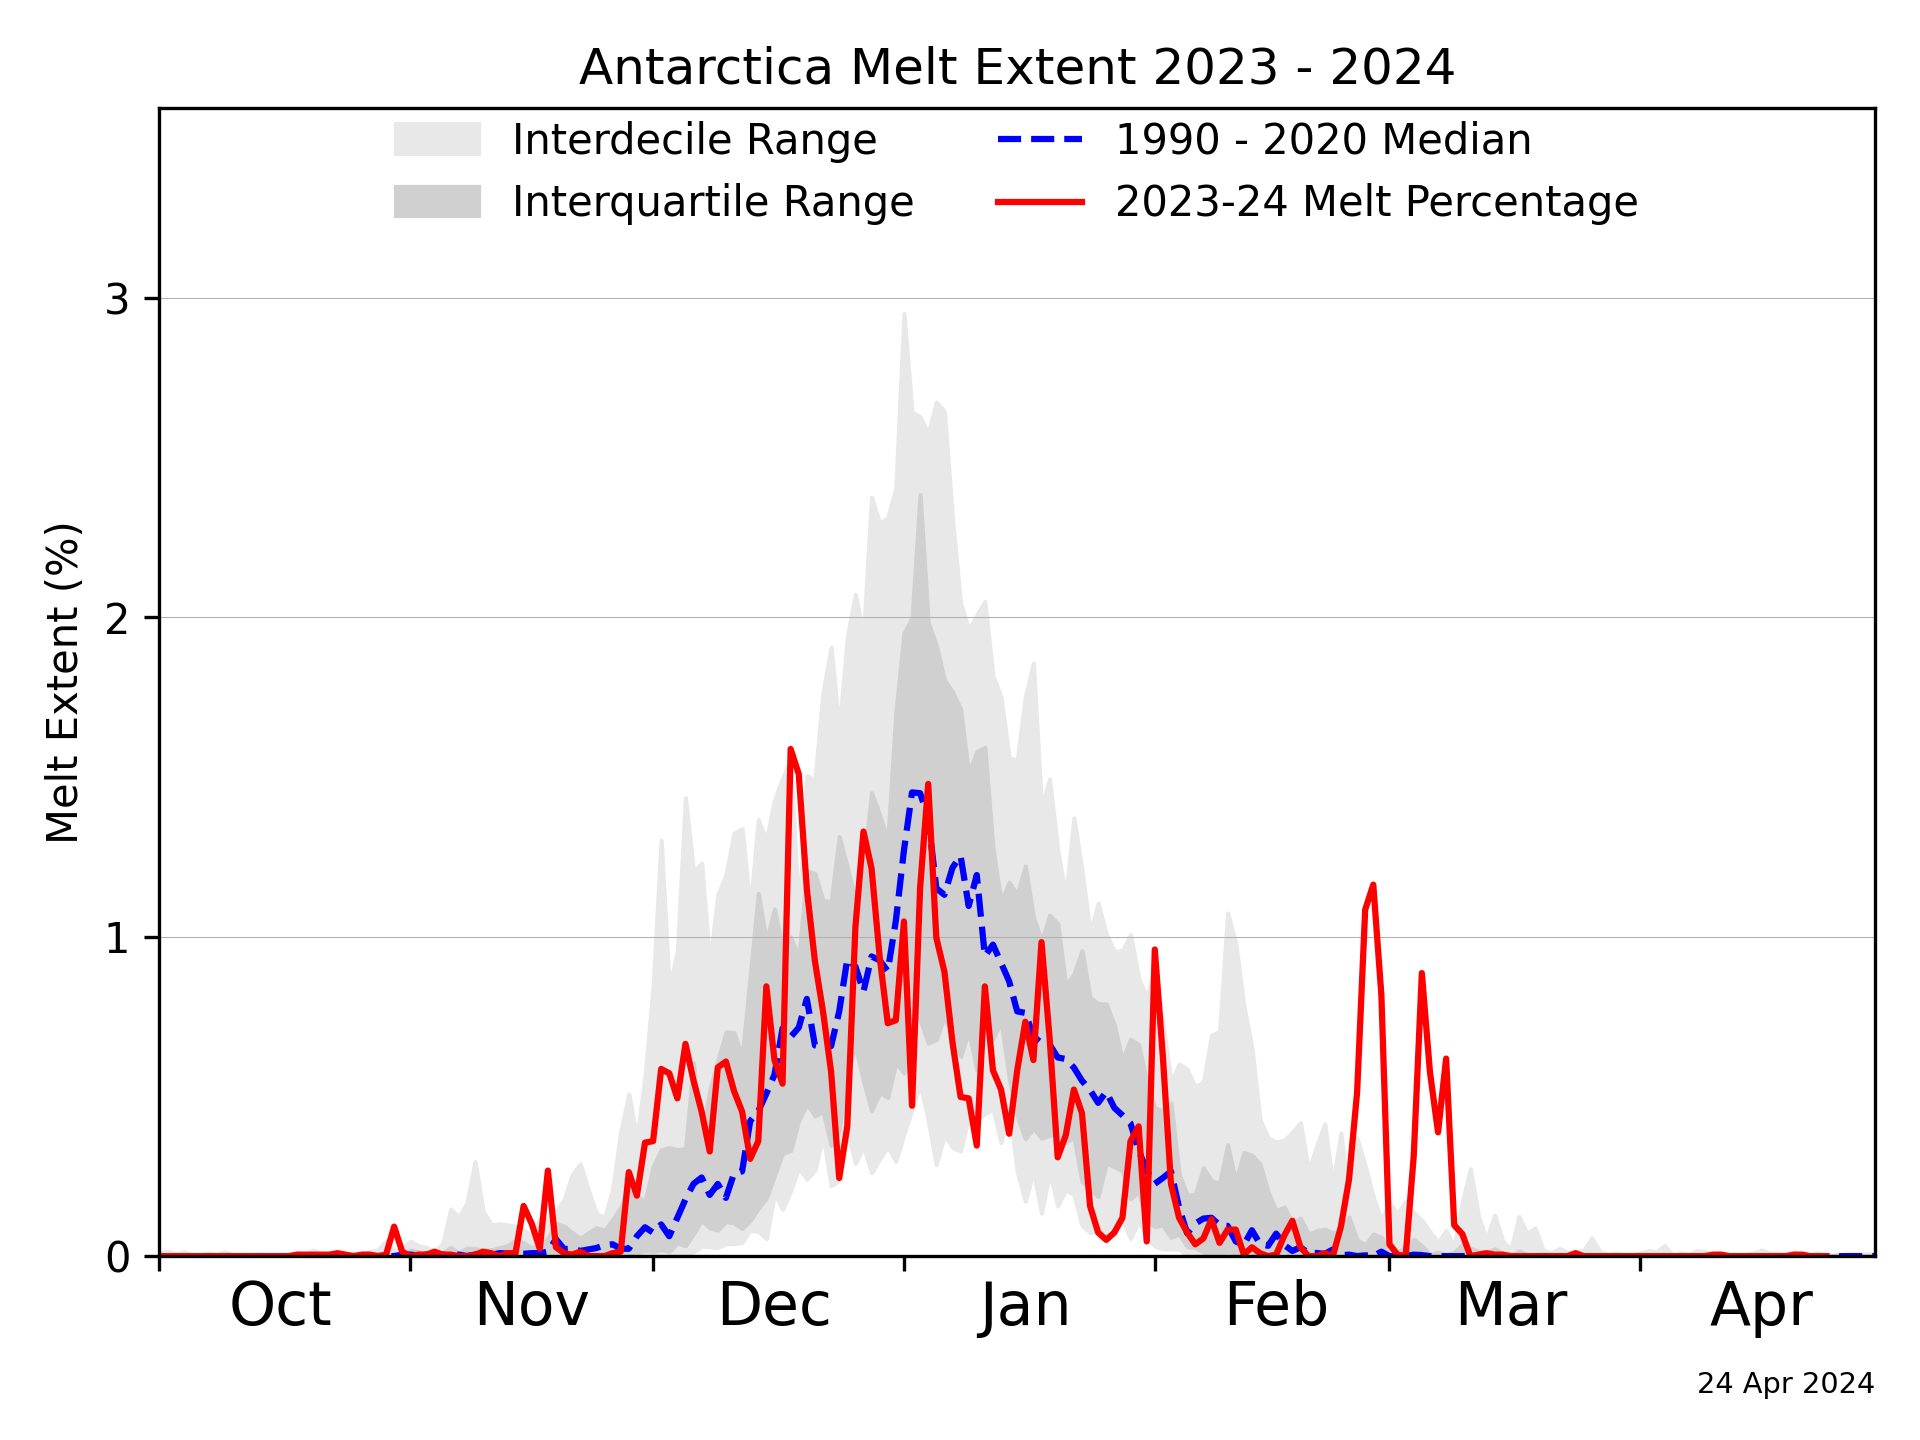 Antarctica Melt Extent 2023 - 2024
Interdecile Range
Interquartile Range
1990 - 2020 Median
2023-24 Melt Percentage
Melt Extent (%)
3
2
1
0
Oct Nov Dec Jan Feb Mar Apr
24 Apr 2024